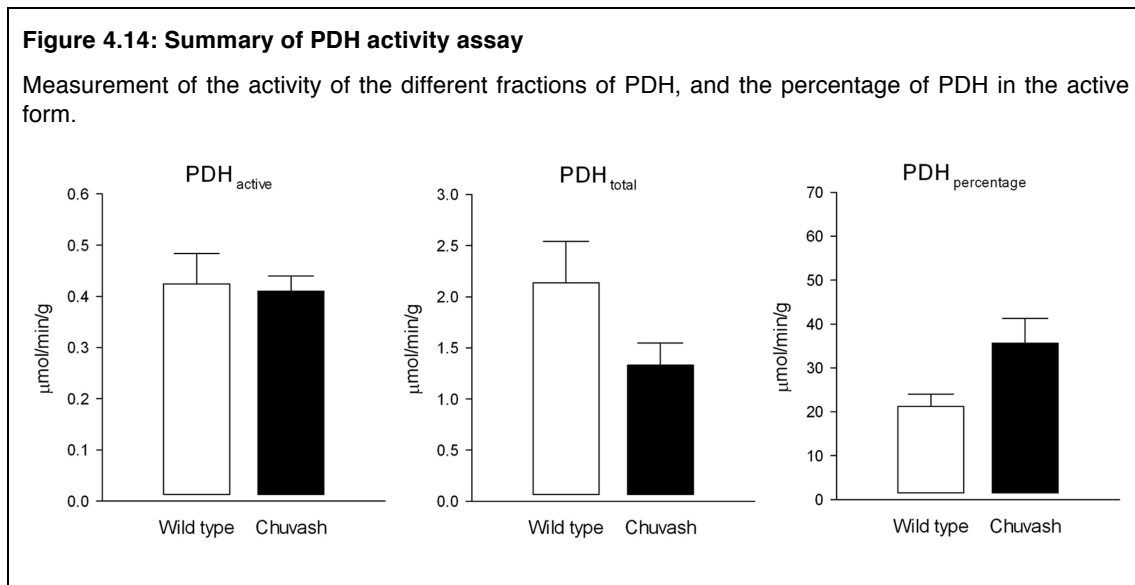 Figure 4.14: Summary of PDH activity assay
Measurement of the activity of the different fractions of PDH, and the percentage of PDH in the active
form.
PDH active
0.6
0.5
0.4
0.3
0.2
0.1
0.0
μmol/min/g
Wild type Chuvash
PDH total
3.0
2.5
2.0
1.5
1.0
0.5
0.0
μmol/min/g
Wild type Chuvash
PDH percentage
70
60
50
40
30
20
10
0
μmol/min/g
Wild type Chuvash